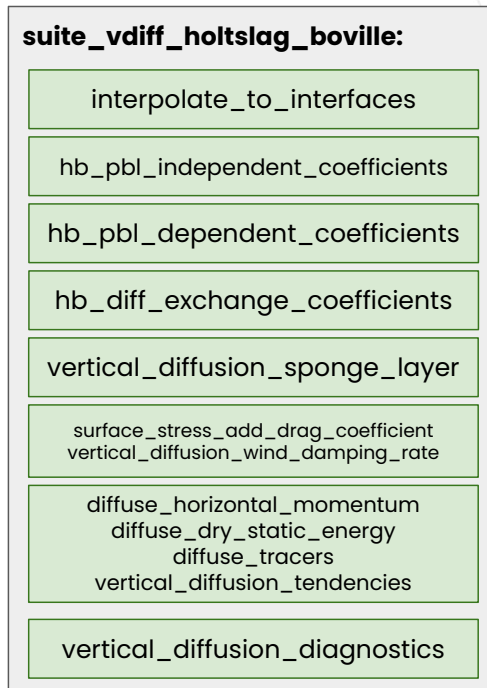 suite_vdiff_holtslag_boville:
interpolate_to_interfaces
hb_pbl_independent_coefficients
hb_pbl_dependent_coefficients
hb_diff_exchange_coefficients
vertical_diffusion_sponge_layer
surface_stress_add_drag_coefficient
vertical_diffusion_wind_damping_rate
diffuse_horizontal_momentum
diffuse_dry_static_energy
diffuse_tracers
vertical_diffusion_tendencies
vertical_diffusion_diagnostics